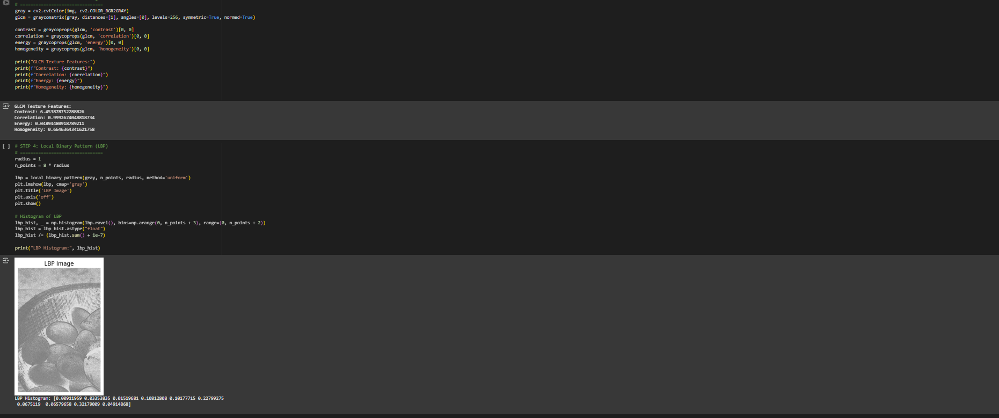 # ================================
gray = cv2.cvtColor(img, cv2.COLOR_BGR2GRAY)
glcm = graycomatrix(gray, distances=[1], angles=[0], levels=256, symmetric=True, normed=True)
contrast = graycoprops(glcm, 'contrast')[0, 0]
correlation = graycoprops(glcm, 'correlation')[0, 0]
energy = graycoprops(glcm, 'energy')[0, 0]
homogeneity = graycoprops(glcm, 'homogeneity')[0, 0]
print("GLCM Texture Features:")
print(f"Contrast: {contrast}")
print(f"Correlation: {correlation}")
print(f"Energy: {energy}")
print(f"Homogeneity: {homogeneity}")
GLCM Texture Features:
Contrast: 6.453878752288826
Correlation: 0.9992674048818734
Energy: 0.04894480918789211
Homogeneity: 0.6646364341621758
[ ] # STEP 4: Local Binary Pattern (LBP)
# ================================
radius = 1
n_points = 8 * radius
lbp = local_binary_pattern(gray, n_points, radius, method='uniform')
plt.imshow(lbp, cmap='gray')
plt.title('LBP Image')
plt.axis('off')
plt.show()
# Histogram of LBP
lbp_hist, _ = np.histogram(lbp.ravel(), bins=np.arange(0, n_points + 3), range=(0, n_points + 2))
lbp_hist = lbp_hist.astype("float")
lbp_hist /= (lbp_hist.sum() + 1e-7)
print("LBP Histogram:", lbp_hist)
LBP Image
LBP Histogram: [0.00911959 0.03353835 0.01519681 0.10812808 0.10177715 0.22799275
0.0675119  0.06579658 0.32179009 0.04914868]